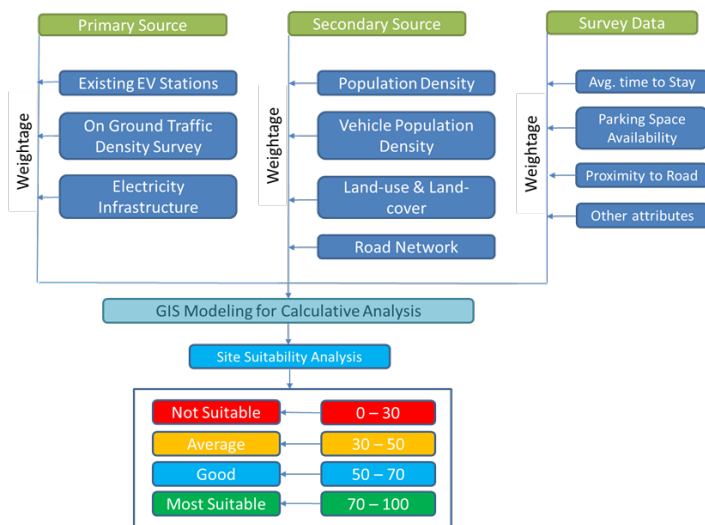 Primary Source
Secondary Source
Survey Data
Weightage
Existing EV Stations
On Ground Traffic
Density Survey
Electricity
Infrastructure
Weightage
Population Density
Vehicle Population
Density
Land-use & Land-
cover
Road Network
Weightage
Avg. time to Stay
Parking Space
Availability
Proximity to Road
Other attributes
GIS Modeling for Calculative Analysis
Site Suitability Analysis
Not Suitable
0 – 30
Average
30 – 50
Good
50 – 70
Most Suitable
70 – 100